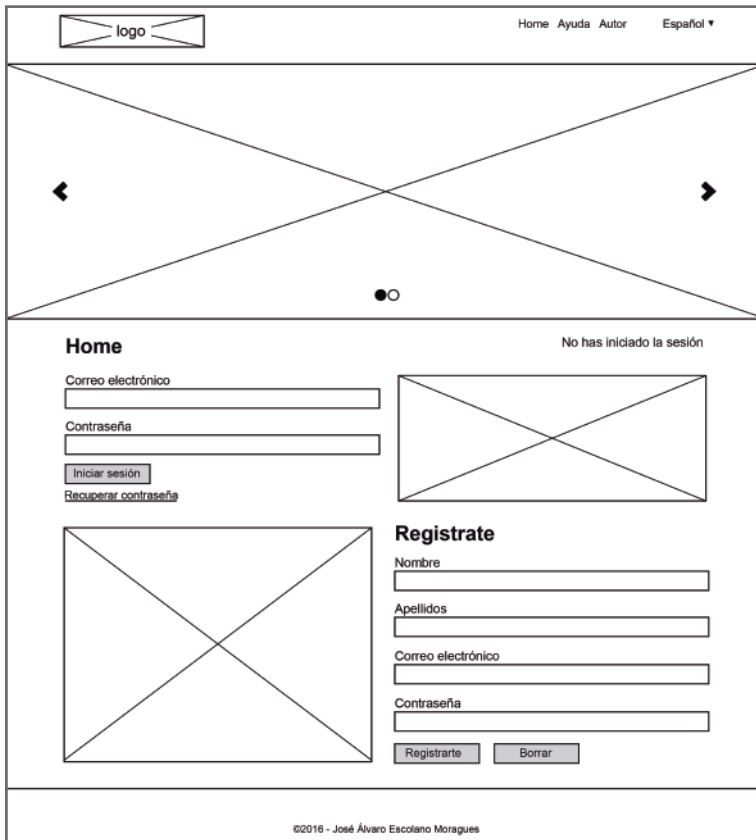 logo
Home Ayuda Autor Español ▼
Home
No has iniciado la sesión
Correo electrónico
Contraseña
Iniciar sesión
Recuperar contraseña
Registrate
Nombre
Apellidos
Correo electrónico
Contraseña
Registrarte Borrar
©2016 - José Álvaro Escolano Moragues